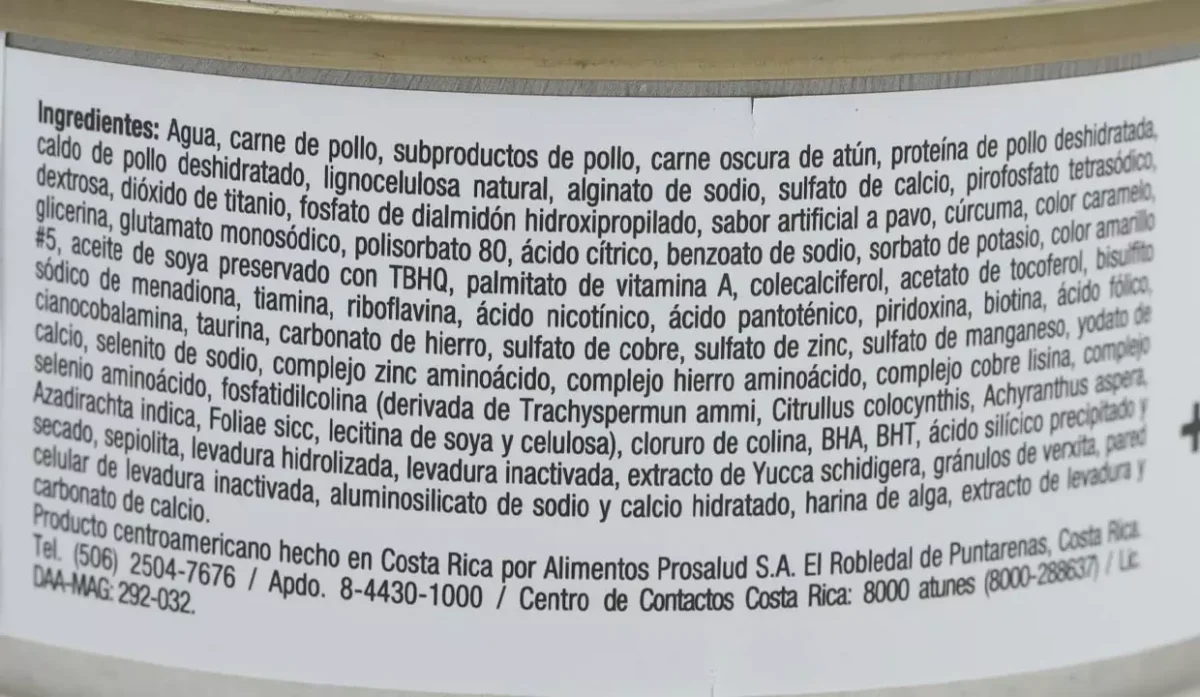 Ingredientes: Agua, carne de pollo, subproductos de pollo, carne oscura de atún, proteína de pollo deshidratada,
caldo de pollo deshidratado, lignocelulosa natural, alginato de sodio, sulfato de calcio, pirofosfato tetrasódico,
dextrosa, dióxido de titanio, fosfato de dialmidón hidroxipropilado, sabor artificial a pavo, cúrcuma, color caramelo,
glicerina, glutamato monosódico, polisorbato 80, ácido cítrico, benzoato de sodio, sorbato de potasio, color amarillo
#5, aceite de soya preservado con TBHQ, palmitato de vitamina A, colecalciferol, acetato de tocoferol, bisulfito
sódico de menadiona, tiamina, riboflavina, ácido nicotínico, ácido pantoténico, piridoxina, biotina, ácido fólico,
cianocobalamina, taurina, carbonato de hierro, sulfato de cobre, sulfato de zinc, sulfato de manganeso, yodato de
calcio, selenito de sodio, complejo zinc aminoácido, complejo hierro aminoácido, complejo cobre lisina, complejo
selenio aminoácido, fosfatidilcolina (derivada de Trachyspermun ammi, Citrullus colocynthis, Achyranthus aspera,
Azadirachta indica, Foliae sicc, lecitina de soya y celulosa), cloruro de colina, BHA, BHT, ácido silícico precipitado y
secado, sepiolita, levadura hidrolizada, levadura inactivada, extracto de Yucca schidigera, gránulos de verxita, pared
celular de levadura inactivada, aluminosilicato de sodio y calcio hidratado, harina de alga, extracto de levadura y
carbonato de calcio.
Producto centroamericano hecho en Costa Rica por Alimentos Prosalud S.A. El Robledal de Puntarenas, Costa Rica.
Tel. (506) 2504-7676 / Apdo. 8-4430-1000 / Centro de Contactos Costa Rica: 8000 atunes (8000-288637) / Lic.
DAA-MAG: 292-032.